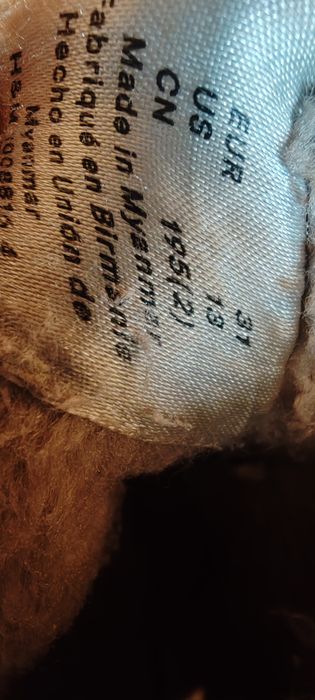 EUR 31
US 13
CN 195(2)
Made in Myanmar
Fabriqué en Birmanie
Hecho en Unión de
Myanmar